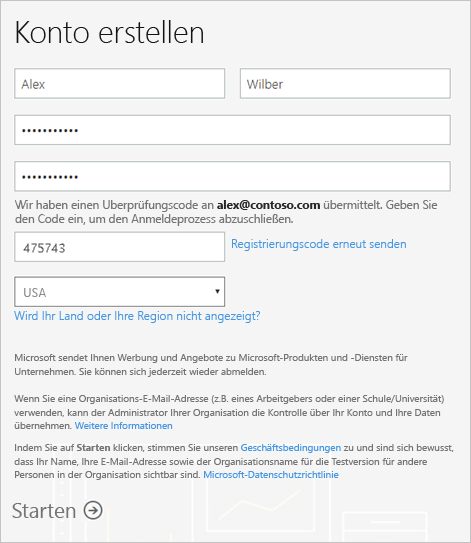 Konto erstellen
Alex
Wilber
•••••••••••
•••••••••••
Wir haben einen Überprüfungscode an alex@contoso.com übermittelt. Geben Sie
den Code ein, um den Anmeldeprozess abzuschließen.
475743
Registrierungscode erneut senden
USA
Wird Ihr Land oder Ihre Region nicht angezeigt?
Microsoft sendet Ihnen Werbung und Angebote zu Microsoft-Produkten und -Diensten für
Unternehmen. Sie können sich jederzeit wieder abmelden.
Wenn Sie eine Organisations-E-Mail-Adresse (z.B. eines Arbeitgebers oder einer Schule/Universität)
verwenden, kann der Administrator Ihrer Organisation die Kontrolle über Ihr Konto und Ihre Daten
übernehmen. Weitere Informationen
Indem Sie auf Starten klicken, stimmen Sie unseren Geschäftsbedingungen zu und sind sich bewusst,
dass Ihr Name, Ihre E-Mail-Adresse sowie der Organisationsname für die Testversion für andere
Personen in der Organisation sichtbar sind. Microsoft-Datenschutzrichtlinie
Starten